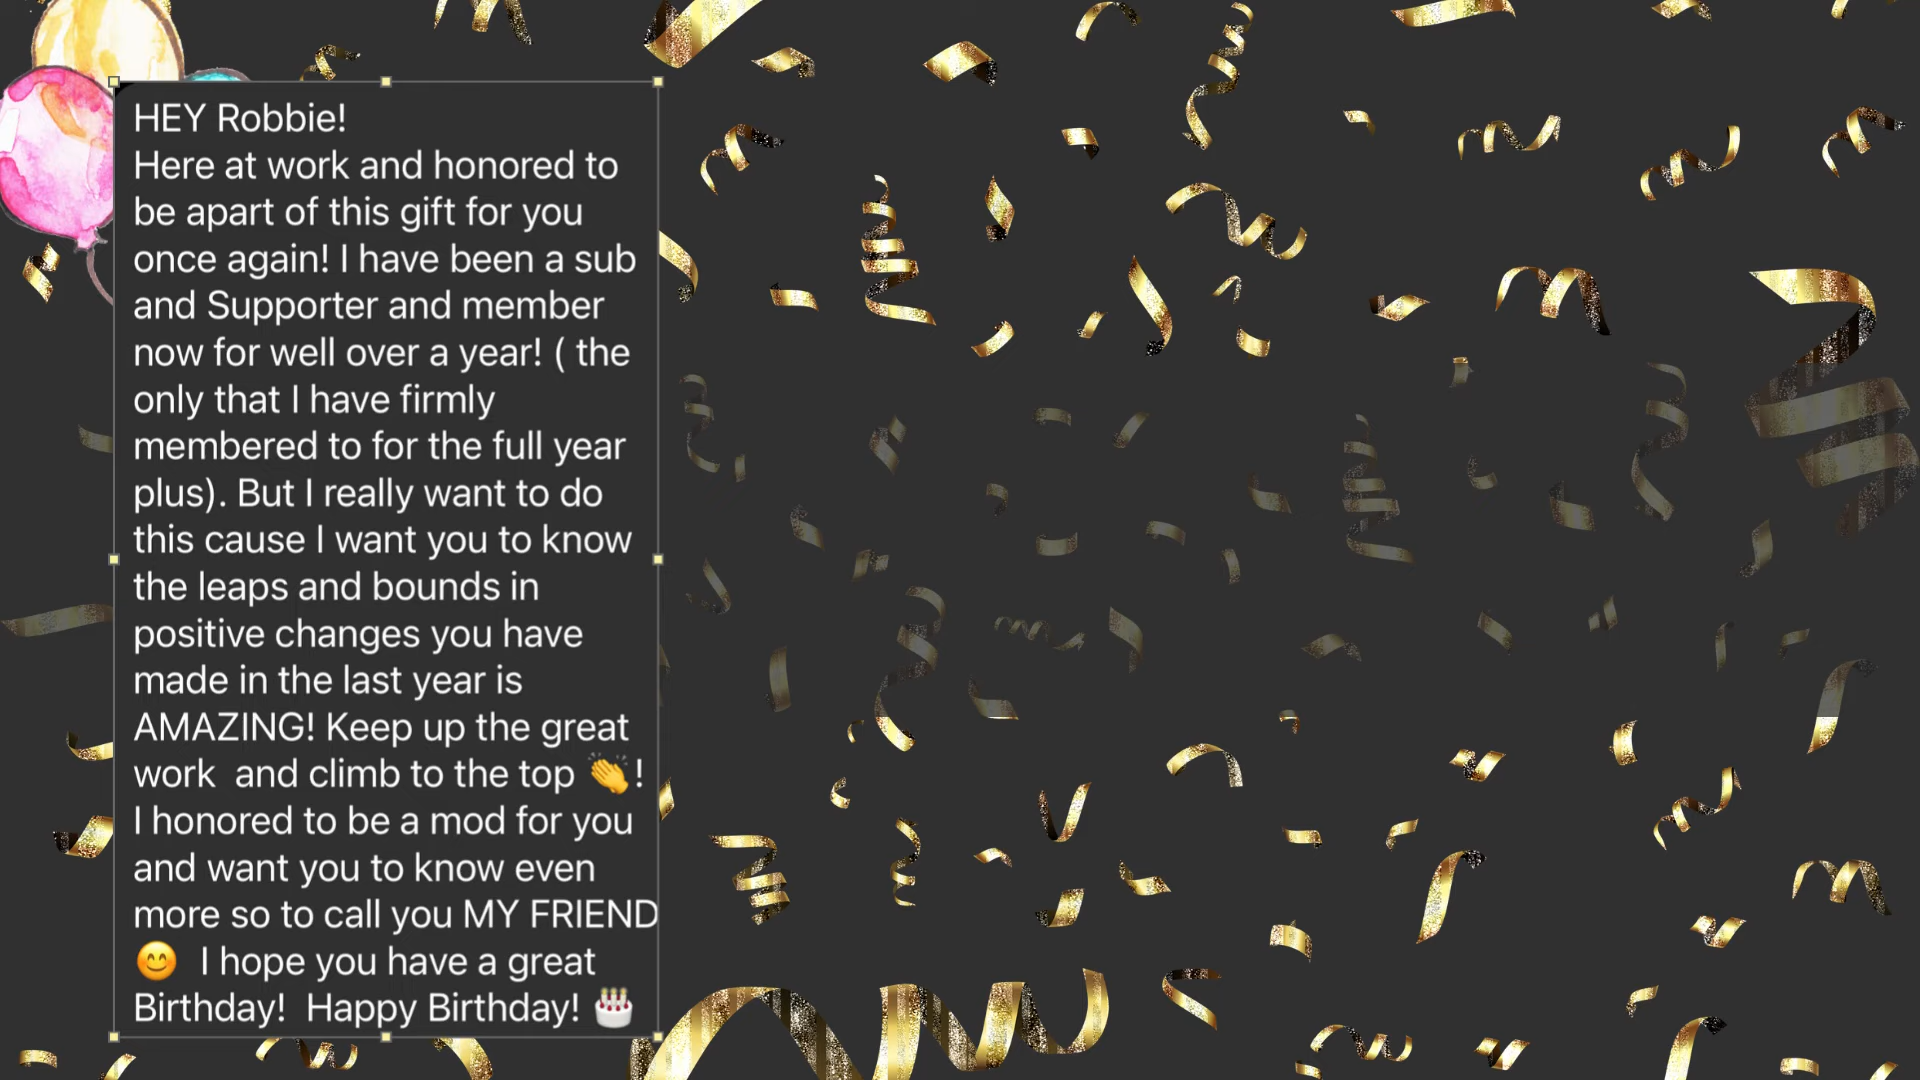 HEY Robbie!
Here at work and honored to
be apart of this gift for you
once again! I have been a sub
and Supporter and member
now for well over a year! ( the
only that I have firmly
membered to for the full year
plus). But I really want to do
this cause I want you to know
the leaps and bounds in
positive changes you have
made in the last year is
AMAZING! Keep up the great
work  and climb to the top 👏!
I honored to be a mod for you
and want you to know even
more so to call you MY FRIEND
😊  I hope you have a great
Birthday!  Happy Birthday! 🎂